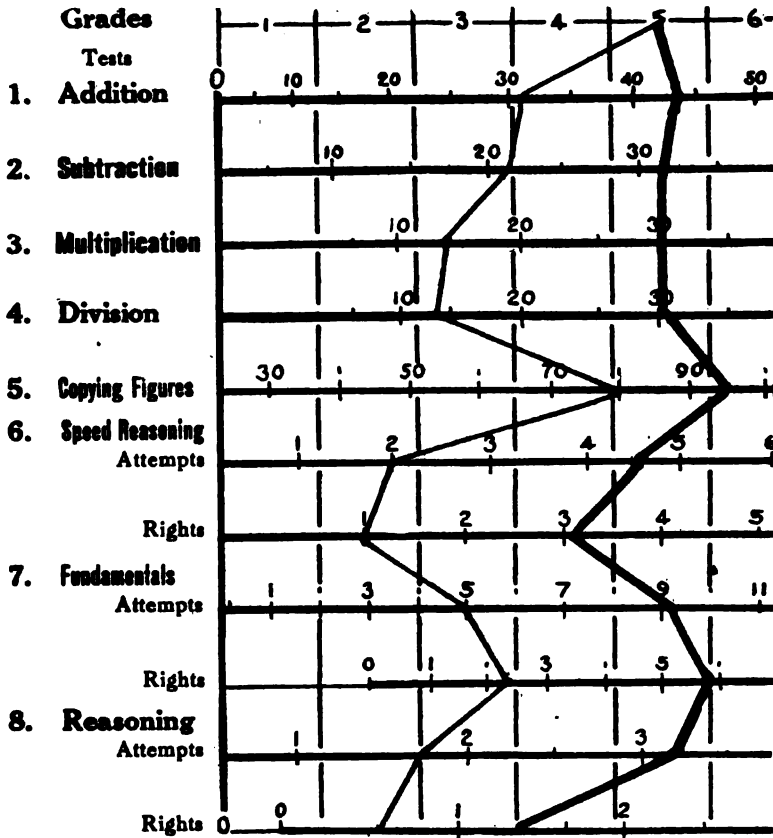 Grades 1 2 3 4 5 6
Tests
0 10 20 30 40 50
1. Addition
10 20 30
2. Subtraction
10 20 30
3. Multiplication
10 20 30
4. Division
30 50 70 90
5. Copying Figures
6. Speed Reasoning
1 2 3 4 5 6
Attempts
1 2 3 4 5
Rights
7. Fundamentals
1 3 5 7 9 11
Attempts
0 1 3 5
Rights
8. Reasoning
1 2 3
Attempts
Rights 0 0 1 2